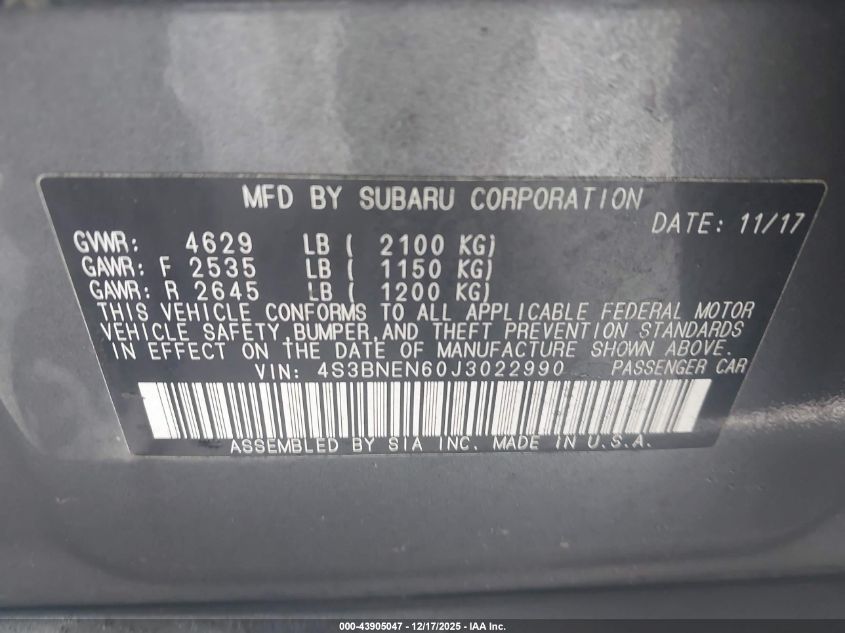 MFD BY SUBARU CORPORATION
DATE: 11/17
GVWR: 4629 LB ( 2100 KG)
GAWR: F 2535 LB ( 1150 KG)
GAWR: R 2645 LB ( 1200 KG)
THIS VEHICLE CONFORMS TO ALL APPLICABLE FEDERAL MOTOR
VEHICLE SAFETY,BUMPER,AND THEFT PREVENTION STANDARDS
IN EFFECT ON THE DATE OF MANUFACTURE SHOWN ABOVE.
VIN: 4S3BNEN60J3022990 PASSENGER CAR
ASSEMBLED BY SIA INC. MADE IN U.S.A.
000-43905047 - 12/17/2025 - IAA Inc.